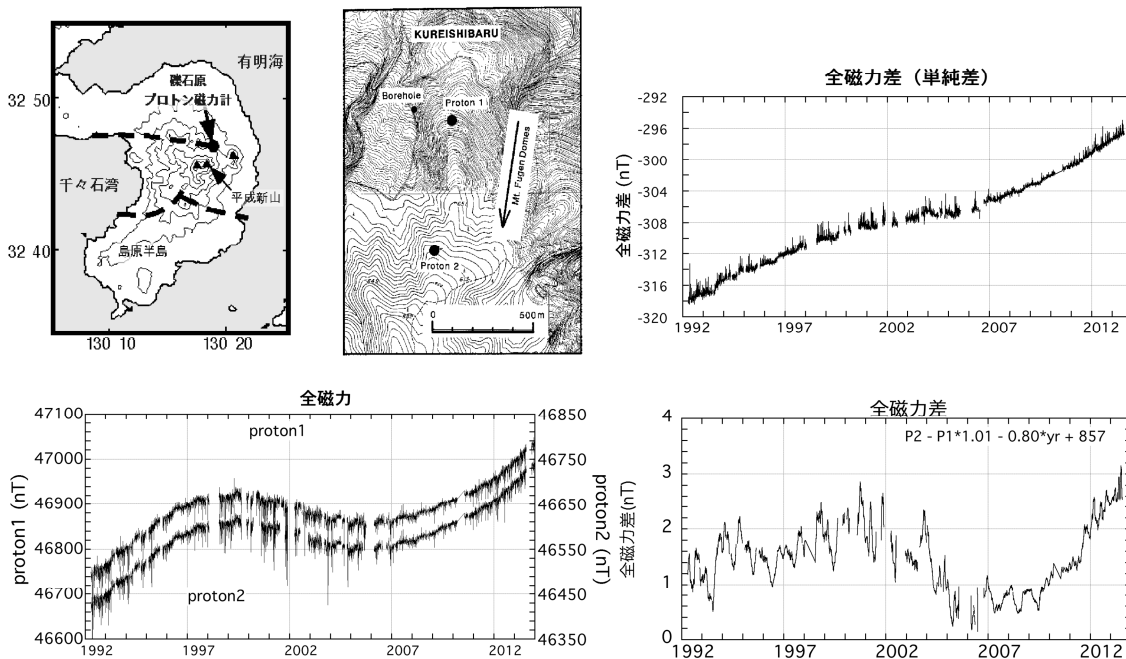 有明海
礫石原
プロトン磁力計
32 50
千々石湾
平成新山
32 40
島原半島
130 10
130 20
KUREISHIBARU
Borehole
Proton 1
Mt. Fugen Domes
Proton 2
0
500m
全磁力差（単純差）
全磁力差 (nT)
-292
-296
-300
-304
-308
-312
-316
-320
1992
1997
2002
2007
2012
全磁力
proton1 (nT)
47100
47000
46900
46800
46700
46600
proton1
proton2
46850
46750
46650
46550
46450
46350
proton2 (nT)
1992
1997
2002
2007
2012
全磁力差
P2 - P1*1.01 - 0.80*yr + 857
全磁力差(nT)
4
3
2
1
0
1992
1997
2002
2007
2012